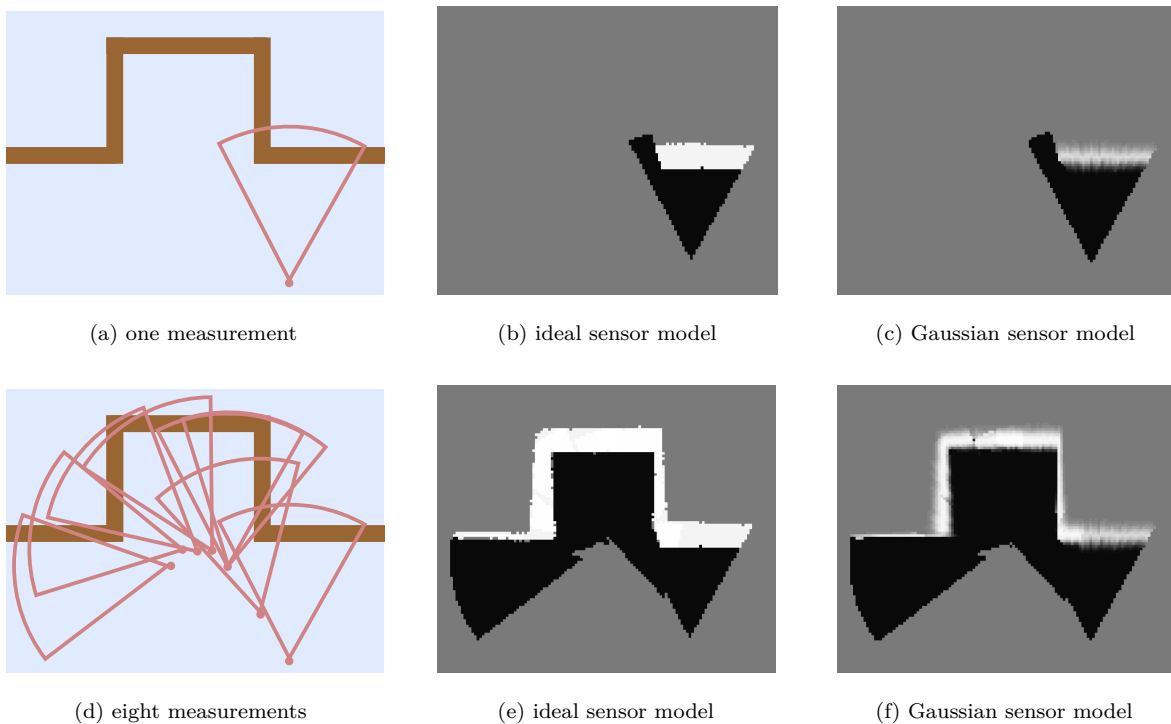 (a) one measurement
(b) ideal sensor model
(c) Gaussian sensor model
(d) eight measurements
(e) ideal sensor model
(f) Gaussian sensor model